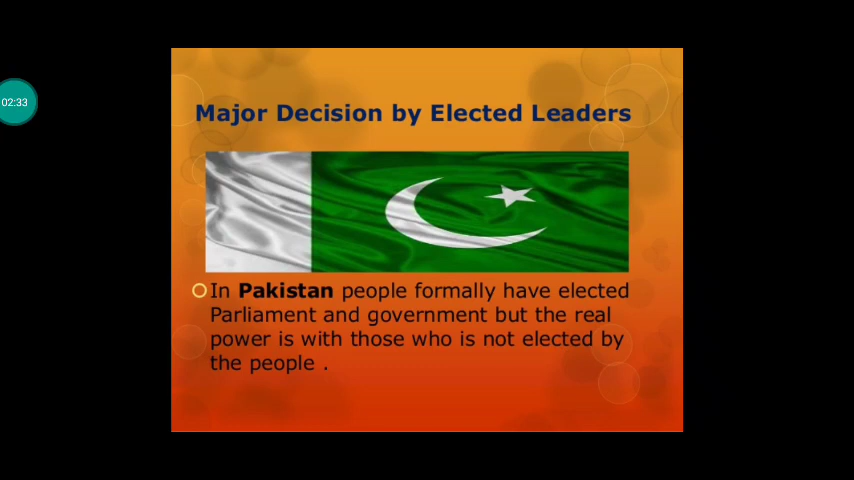 02:33
Major Decision by Elected Leaders
In Pakistan people formally have elected
Parliament and government but the real
power is with those who is not elected by
the people .